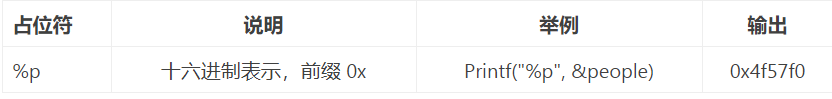 占位符 说明 举例 输出
%p 十六进制表示，前缀 0x Printf("%p", &people) 0x4f57f0